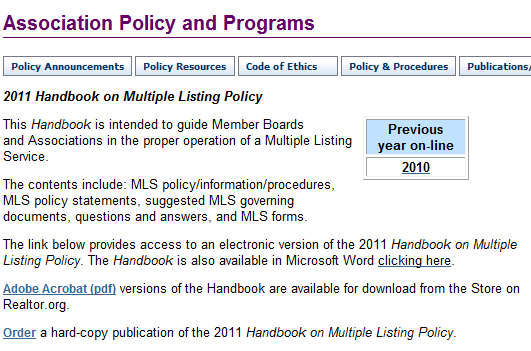 Association Policy and Programs
Policy Announcements
Policy Resources
Code of Ethics
Policy & Procedures
Publications/
2011 Handbook on Multiple Listing Policy
This Handbook is intended to guide Member Boards
and Associations in the proper operation of a Multiple Listing
Service.
Previous
year on-line
2010
The contents include: MLS policy/information/procedures,
MLS policy statements, suggested MLS governing
documents, questions and answers, and MLS forms.
The link below provides access to an electronic version of the 2011 Handbook on Multiple
Listing Policy. The Handbook is also available in Microsoft Word clicking here.
Adobe Acrobat (pdf) versions of the Handbook are available for download from the Store on
Realtor.org.
Order a hard-copy publication of the 2011 Handbook on Multiple Listing Policy.